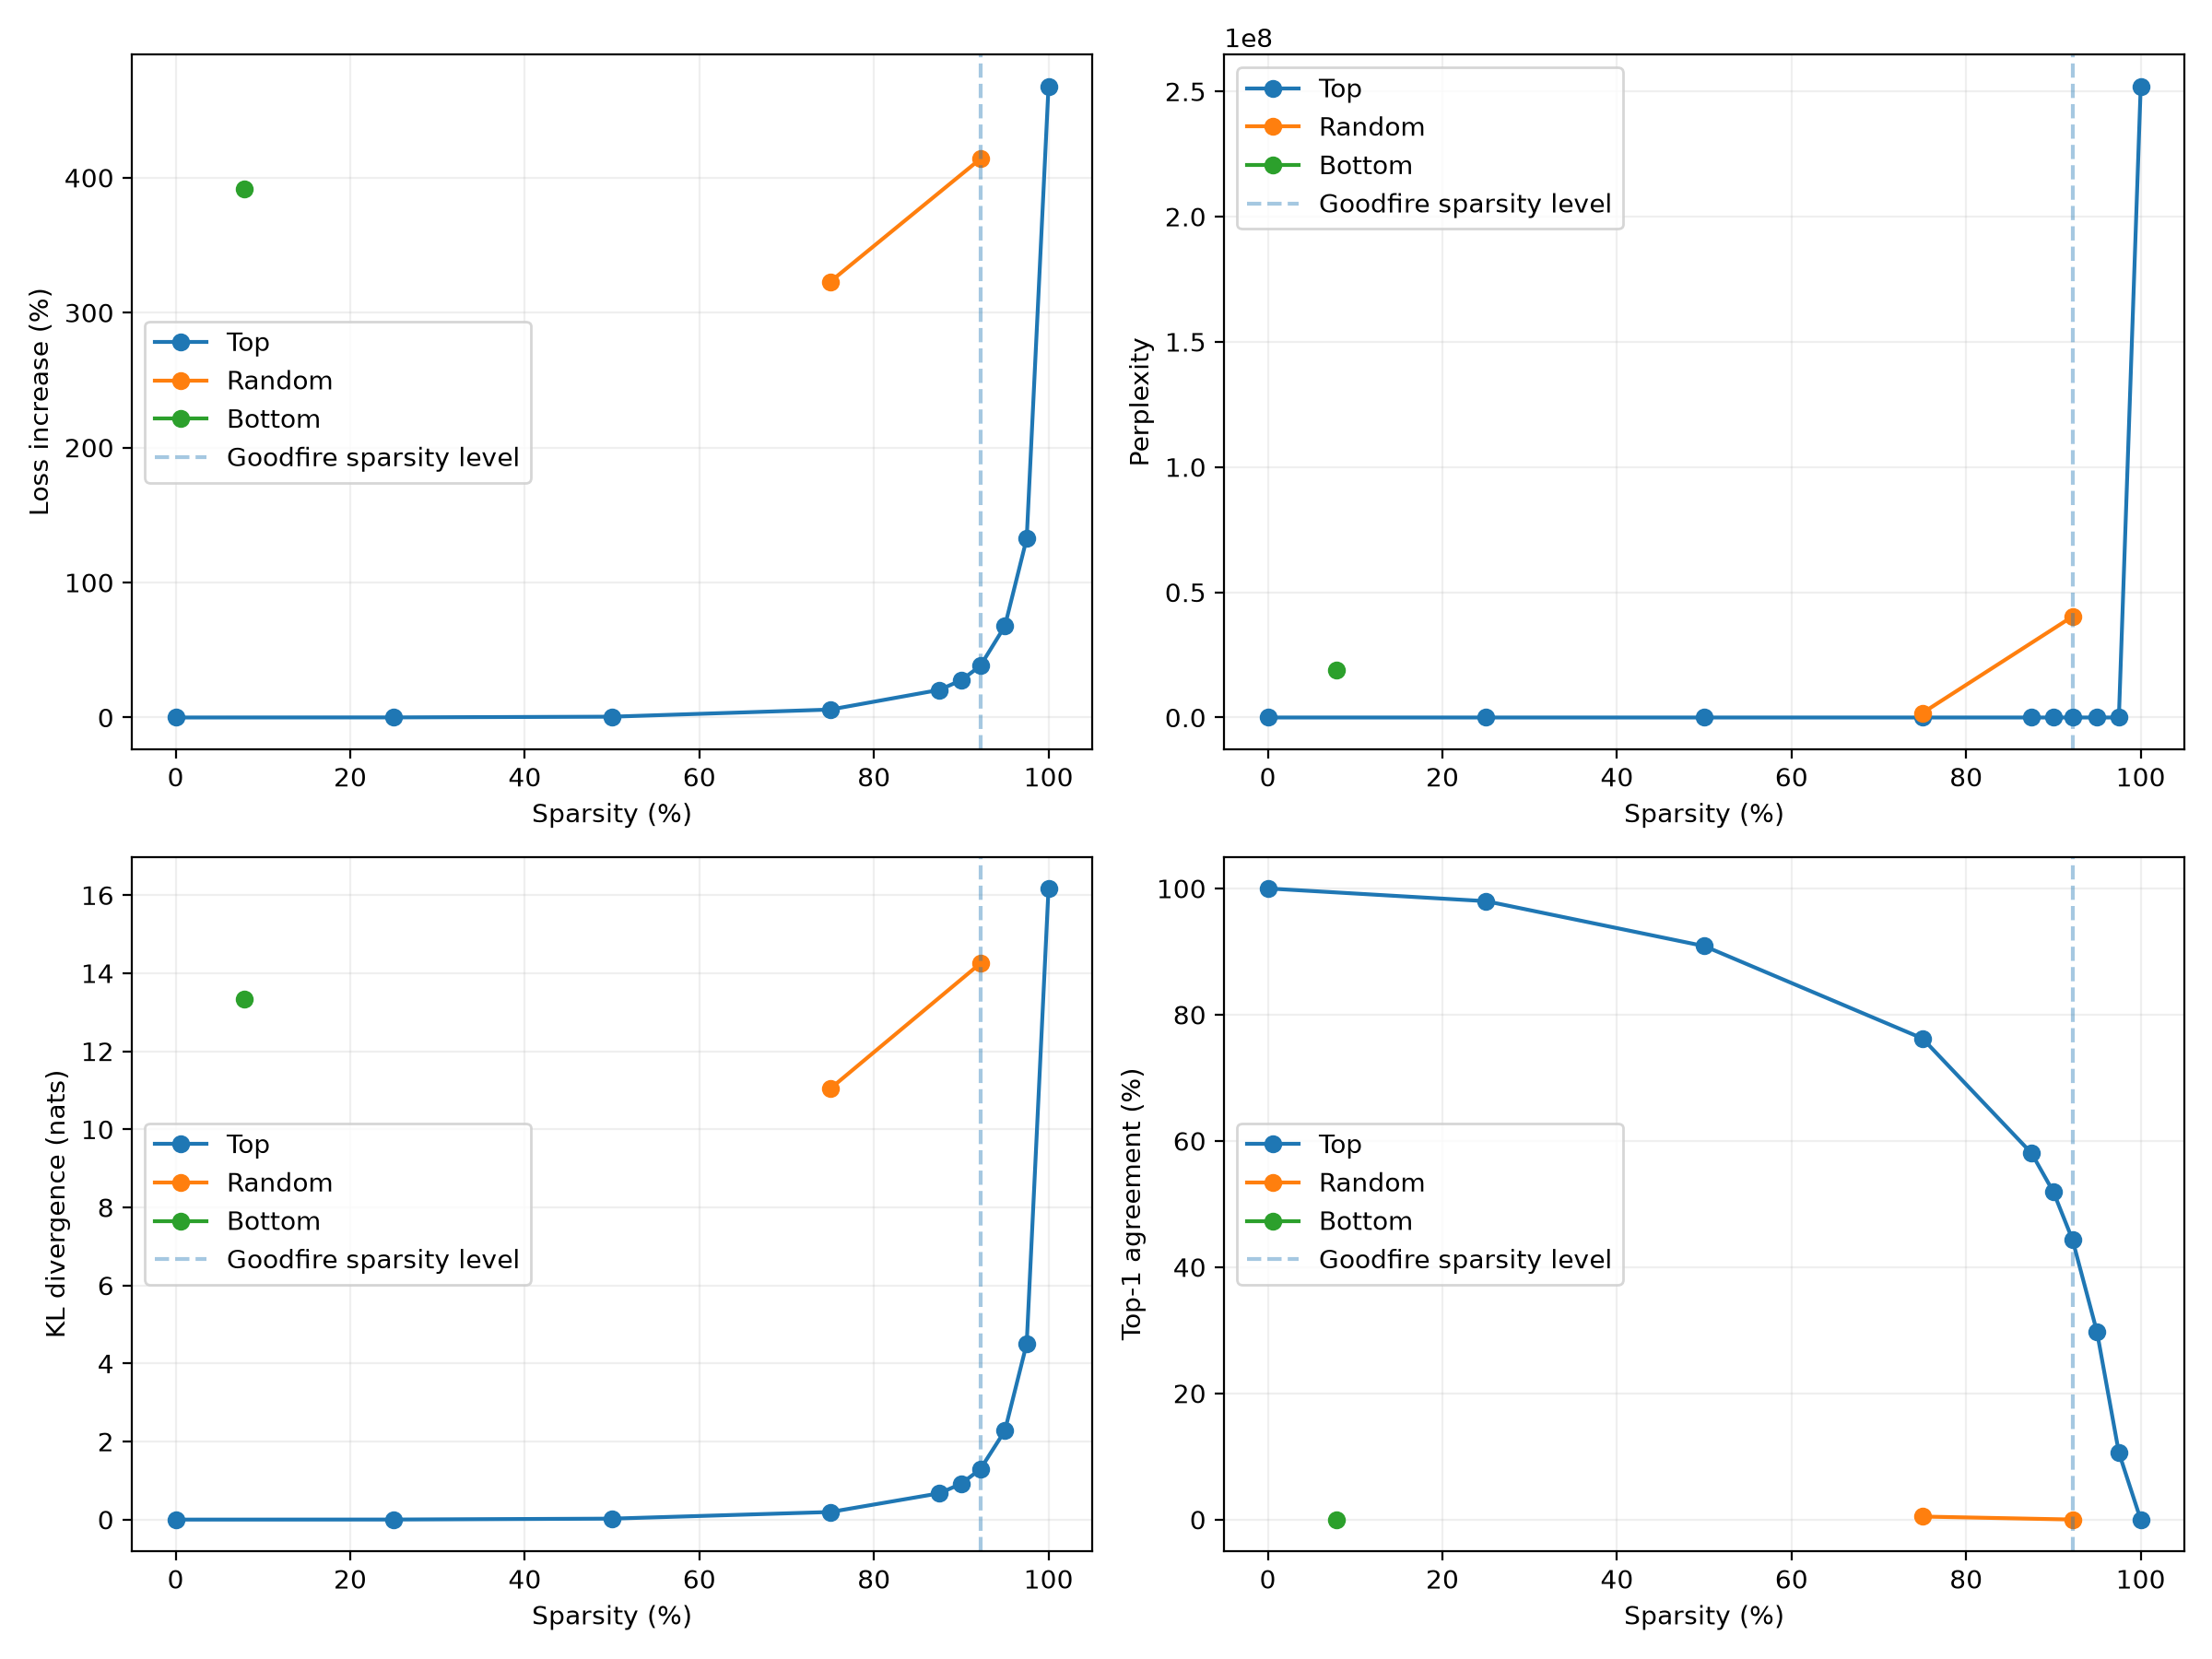 400
300
200
100
0
Loss increase (%)
Top
Random
Bottom
Goodfire sparsity level
0 20 40 60 80 100
Sparsity (%)
1e8
2.5
2.0
1.5
1.0
0.5
0.0
Perplexity
Top
Random
Bottom
Goodfire sparsity level
0 20 40 60 80 100
Sparsity (%)
16
14
12
10
8
6
4
2
0
KL divergence (nats)
Top
Random
Bottom
Goodfire sparsity level
0 20 40 60 80 100
Sparsity (%)
100
80
60
40
20
0
Top-1 agreement (%)
Top
Random
Bottom
Goodfire sparsity level
0 20 40 60 80 100
Sparsity (%)